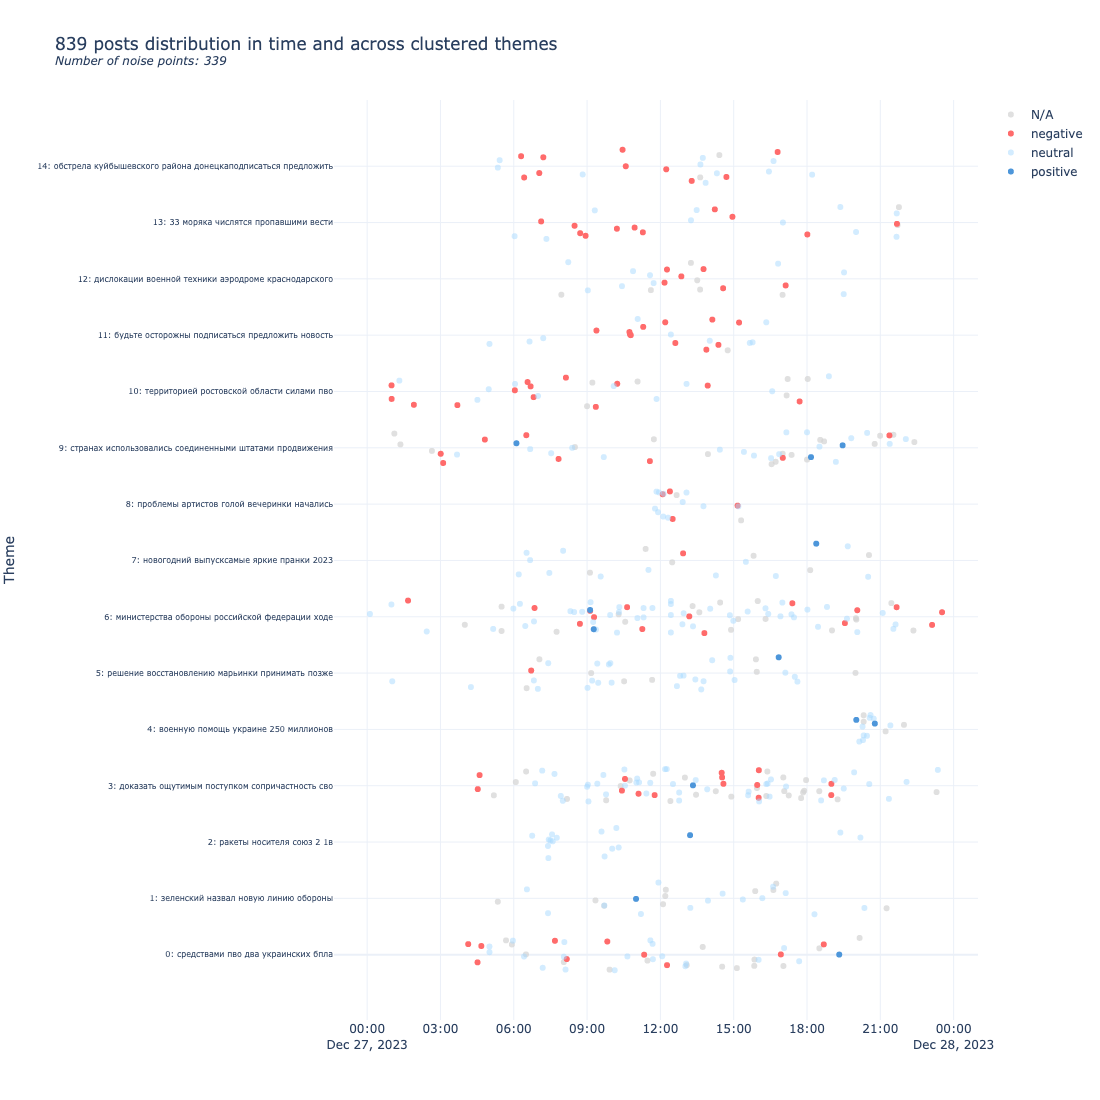 839 posts distribution in time and across clustered themes
Number of noise points: 339
N/A
negative
neutral
positive
Theme
14: обстрела куйбышевского района донецкаподписаться предложить
13: 33 моряка числятся пропавшими вести
12: дислокации военной техники аэродроме краснодарского
11: будьте осторожны подписаться предложить новость
10: территорией ростовской области силами пво
9: странах использовались соединенными штатами продвижения
8: проблемы артистов голой вечеринки начались
7: новогодний выпусксамые яркие пранки 2023
6: министерства обороны российской федерации ходе
5: решение восстановлению марьинки принимать позже
4: военную помощь украине 250 миллионов
3: доказать ощутимым поступком сопричастность сво
2: ракеты носителя союз 2 1в
1: зеленский назвал новую линию обороны
0: средствами пво два украинских бпла
00:00 03:00 06:00 09:00 12:00 15:00 18:00 21:00 00:00
Dec 27, 2023 Dec 28, 2023